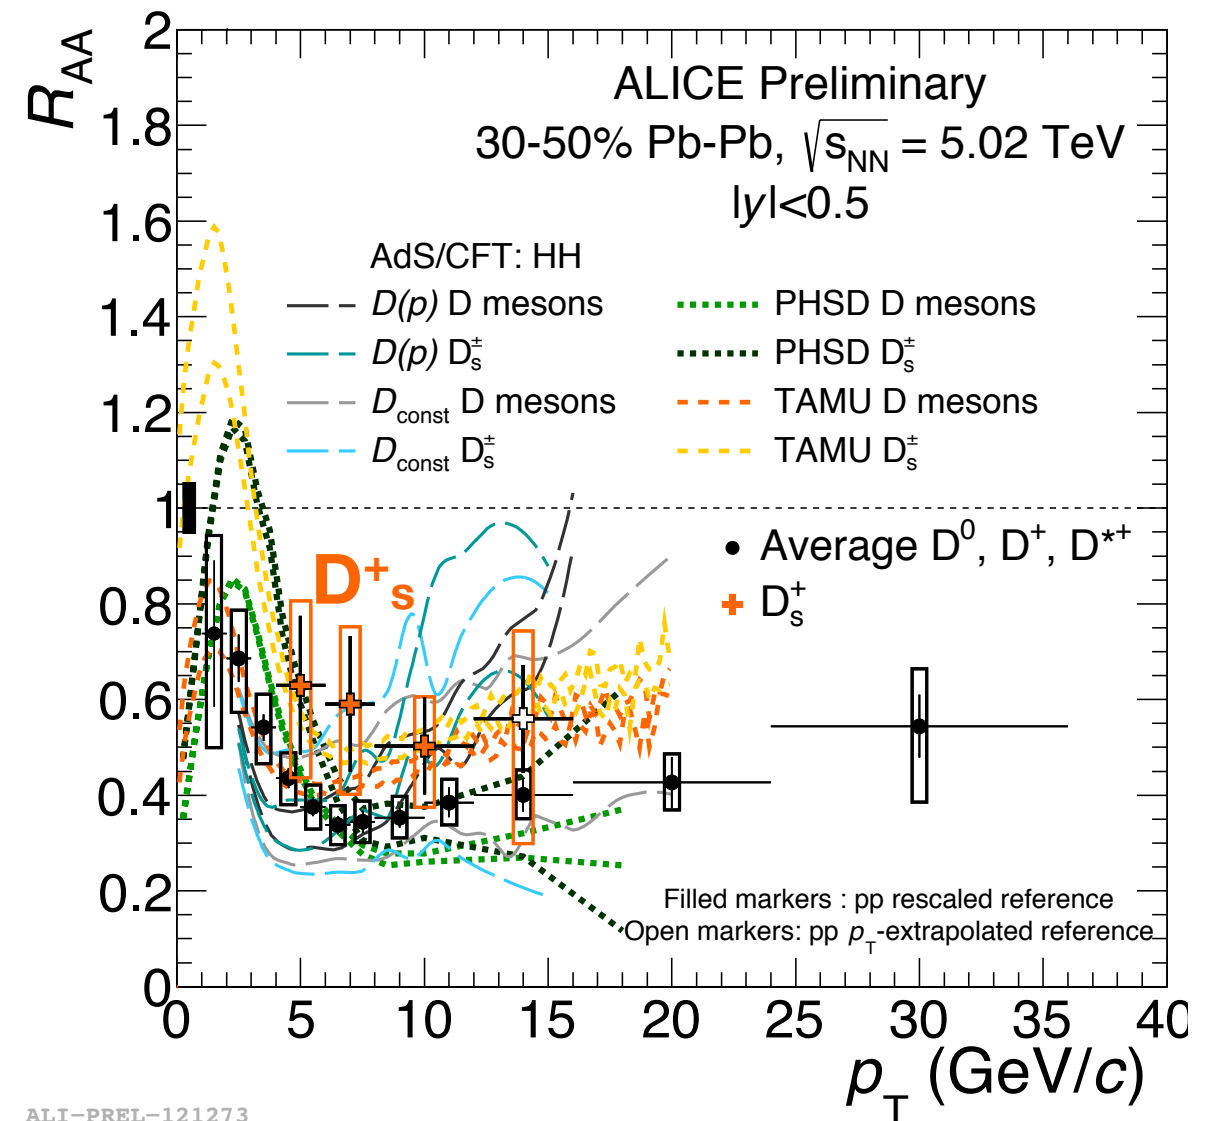 R_AA
2
1.8
1.6
1.4
1.2
1
0.8
0.6
0.4
0.2
0
ALICE Preliminary
30-50% Pb-Pb, √s_NN = 5.02 TeV
|y|<0.5
AdS/CFT: HH
D(p) D mesons
D(p) D_s^±
D_const D mesons
D_const D_s^±
PHSD D mesons
PHSD D_s^±
TAMU D mesons
TAMU D_s^±
Average D^0, D^+, D^*+
D_s^+
D^+_s
Filled markers : pp rescaled reference
Open markers: pp p_T-extrapolated reference
0 5 10 15 20 25 30 35 40
p_T (GeV/c)
ALI-PREL-121273